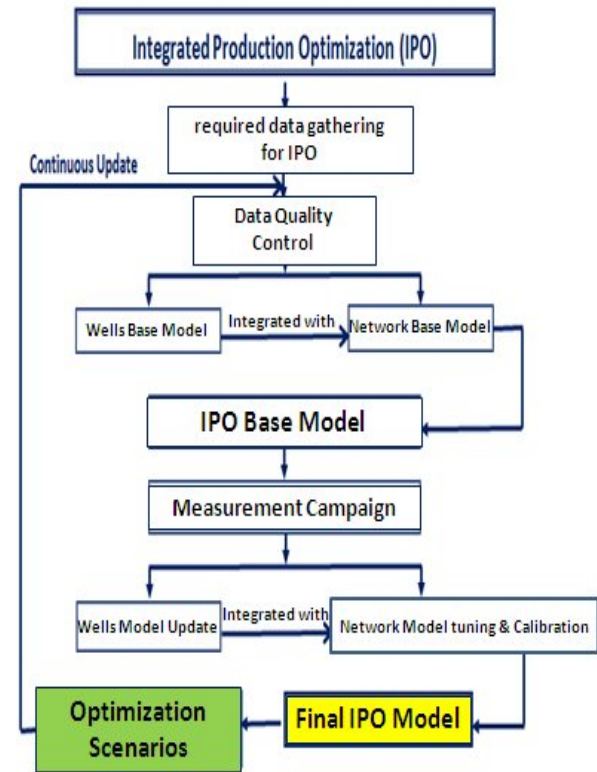 Integrated Production Optimization (IPO)
required data gathering
for IPO
Continuous Update
Data Quality
Control
Wells Base Model
Integrated with
Network Base Model
IPO Base Model
Measurement Campaign
Wells Model Update
Integrated with
Network Model tuning & Calibration
Optimization
Scenarios
Final IPO Model